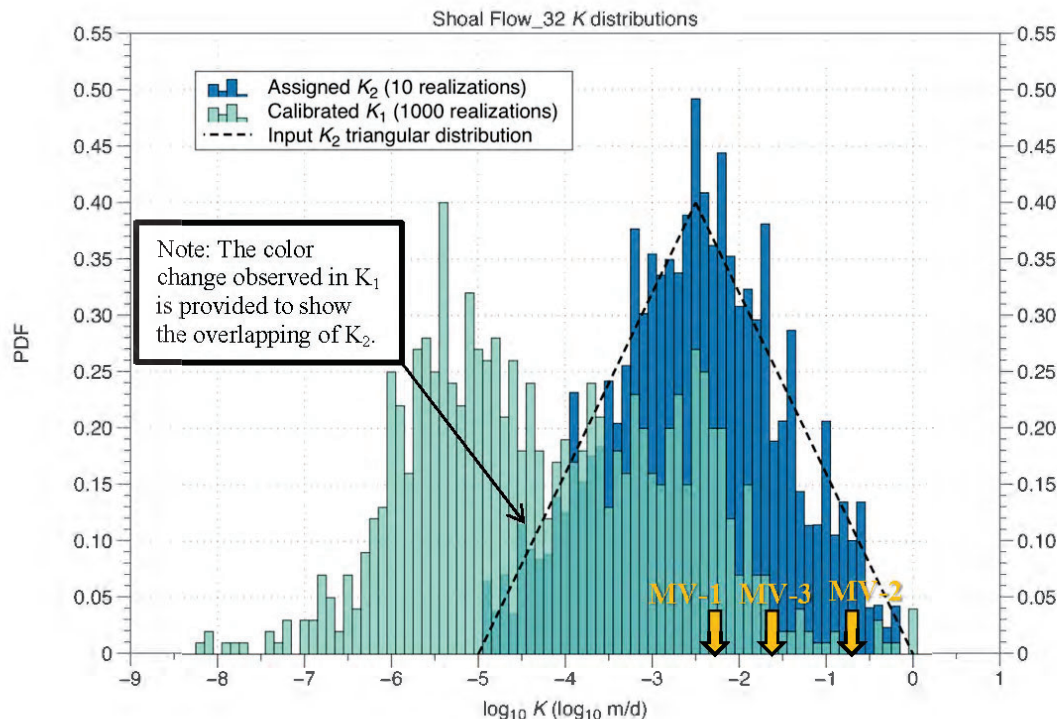 Shoal Flow_32 K distributions
0.55
0.50
0.45
0.40
0.35
0.30
0.25
0.20
0.15
0.10
0.05
0
PDF
Assigned K₂ (10 realizations)
Calibrated K₁ (1000 realizations)
Input K₂ triangular distribution
Note: The color
change observed in K₁
is provided to show
the overlapping of K₂.
MV-1 MV-3 MV-2
0.55
0.50
0.45
0.40
0.35
0.30
0.25
0.20
0.15
0.10
0.05
0
−9 −8 −7 −6 −5 −4 −3 −2 −1 0 1
log₁₀ K (log₁₀ m/d)